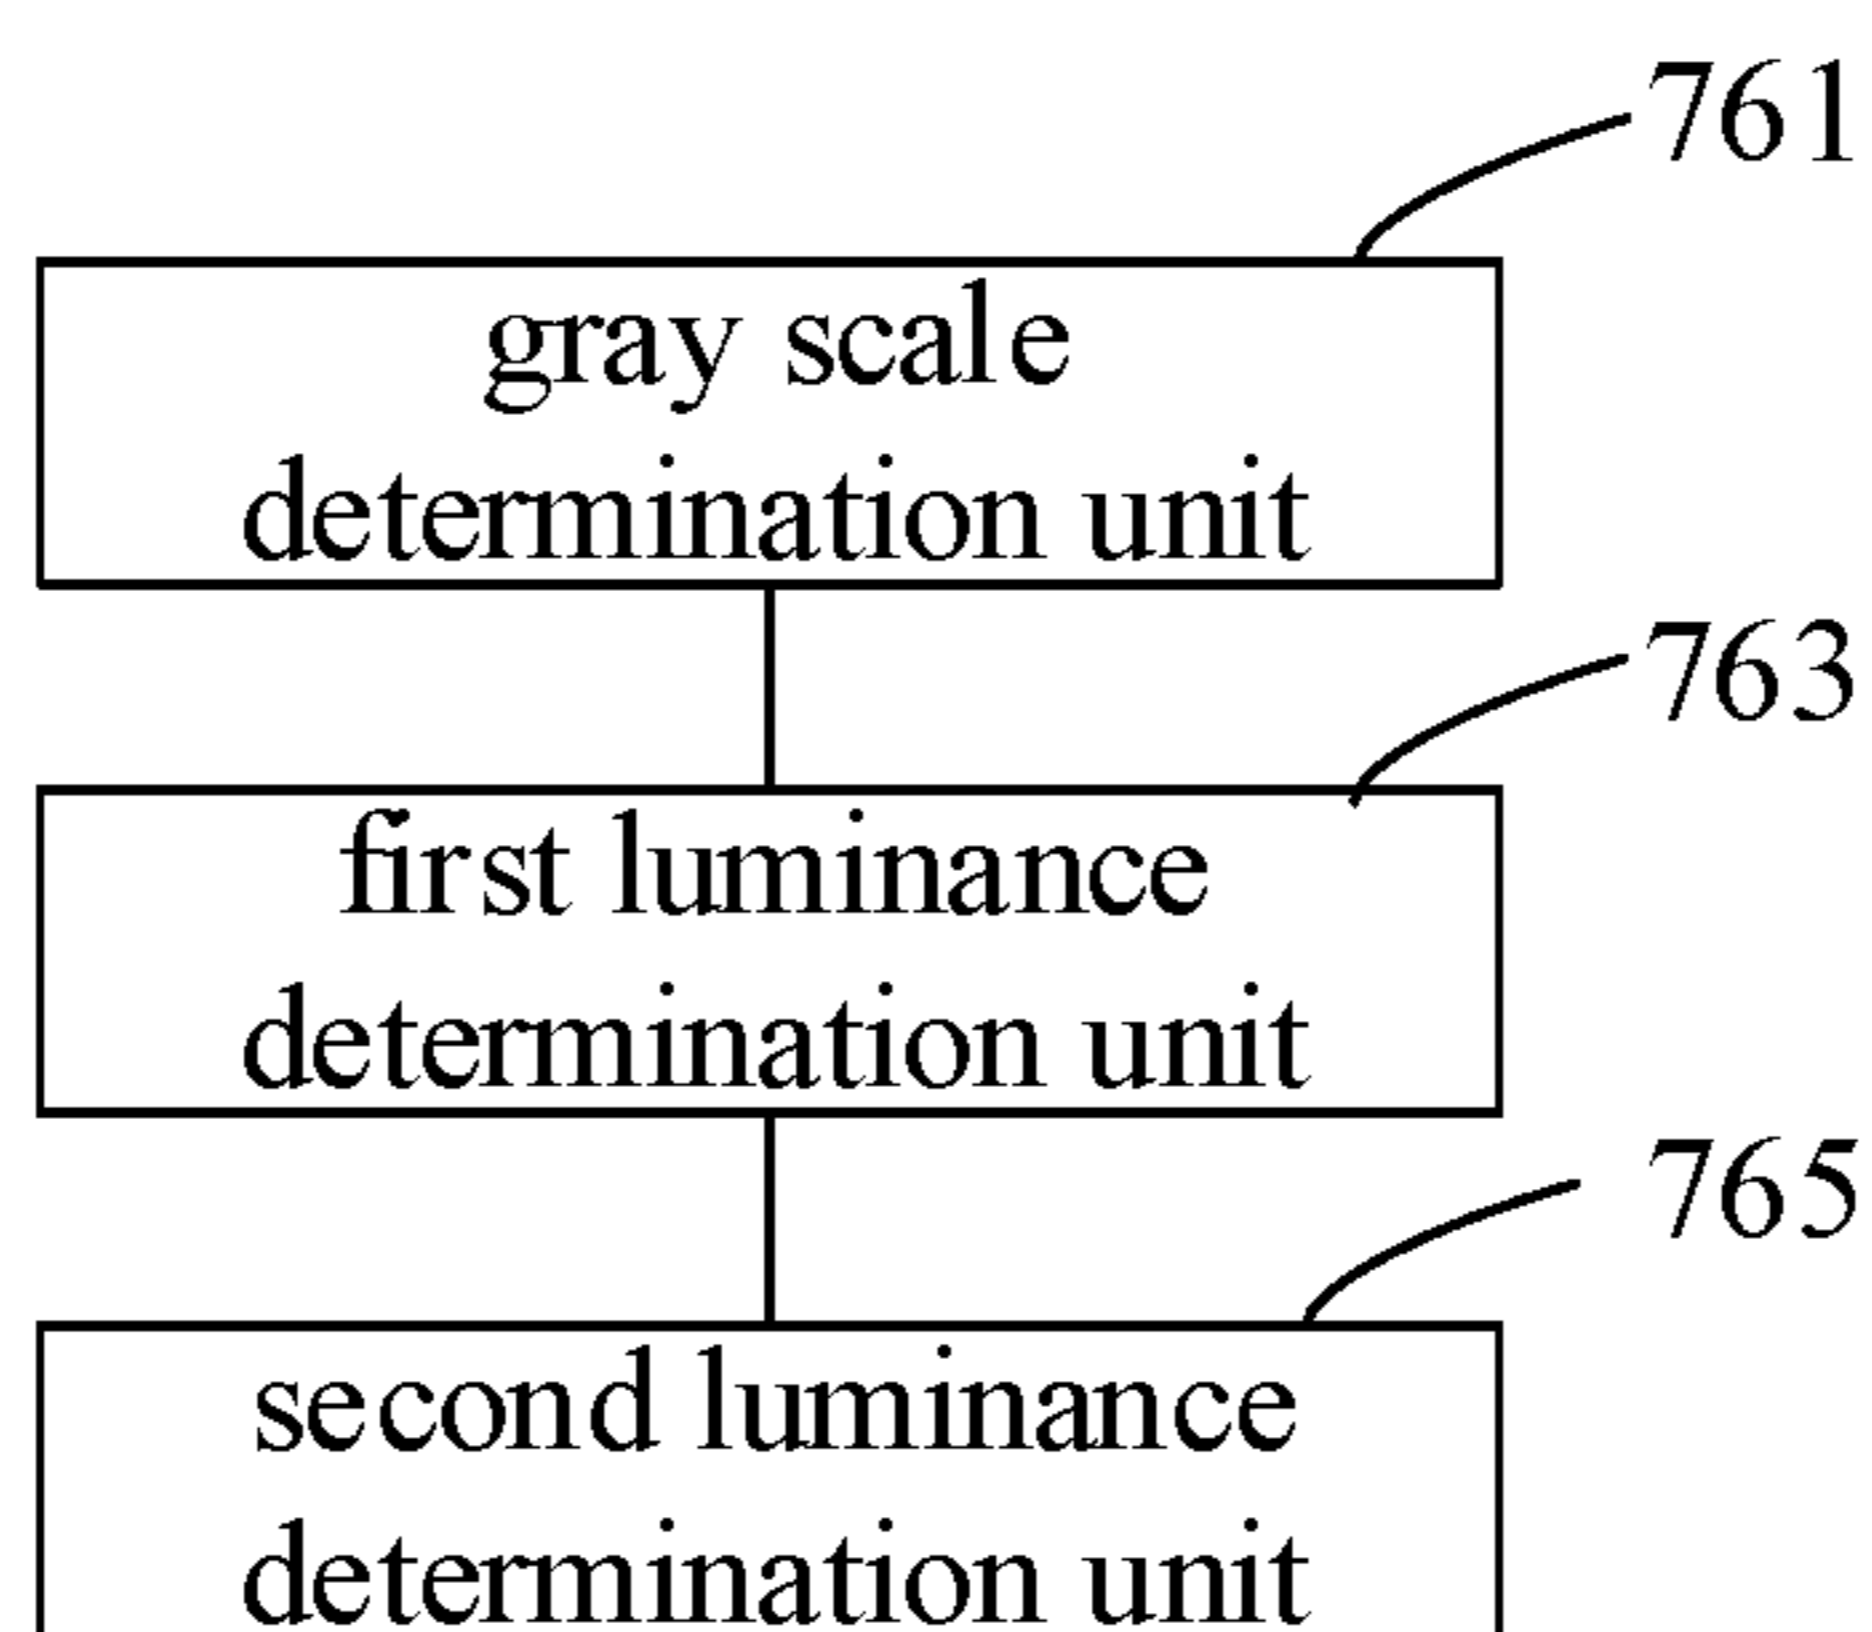 761
gray scale
determination unit
763
first luminance
determination unit
765
second luminance
determination unit